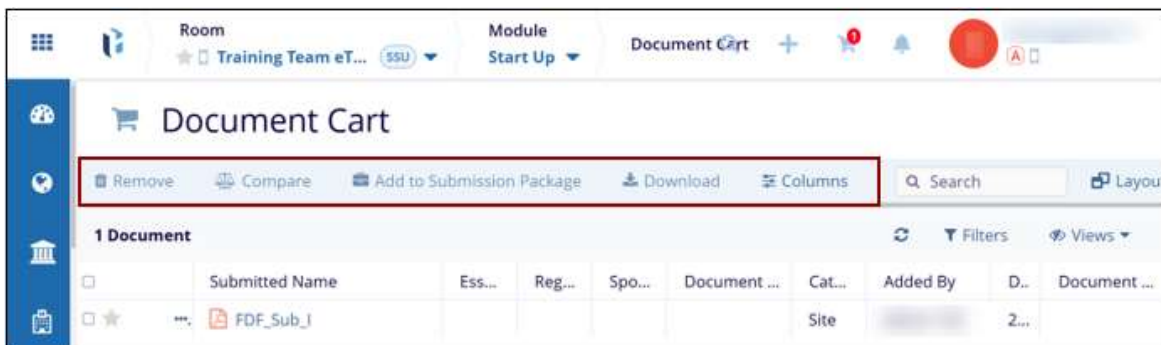 Room
Module
Training Team eT... SSU
Start Up
Document Cart
1
A
Document Cart
Remove Compare Add to Submission Package Download Columns Search Layou
1 Document Filters Views
Submitted Name Ess... Reg... Spo... Document ... Cat... Added By D.. Document ...
... FDF_Sub_I Site 2...